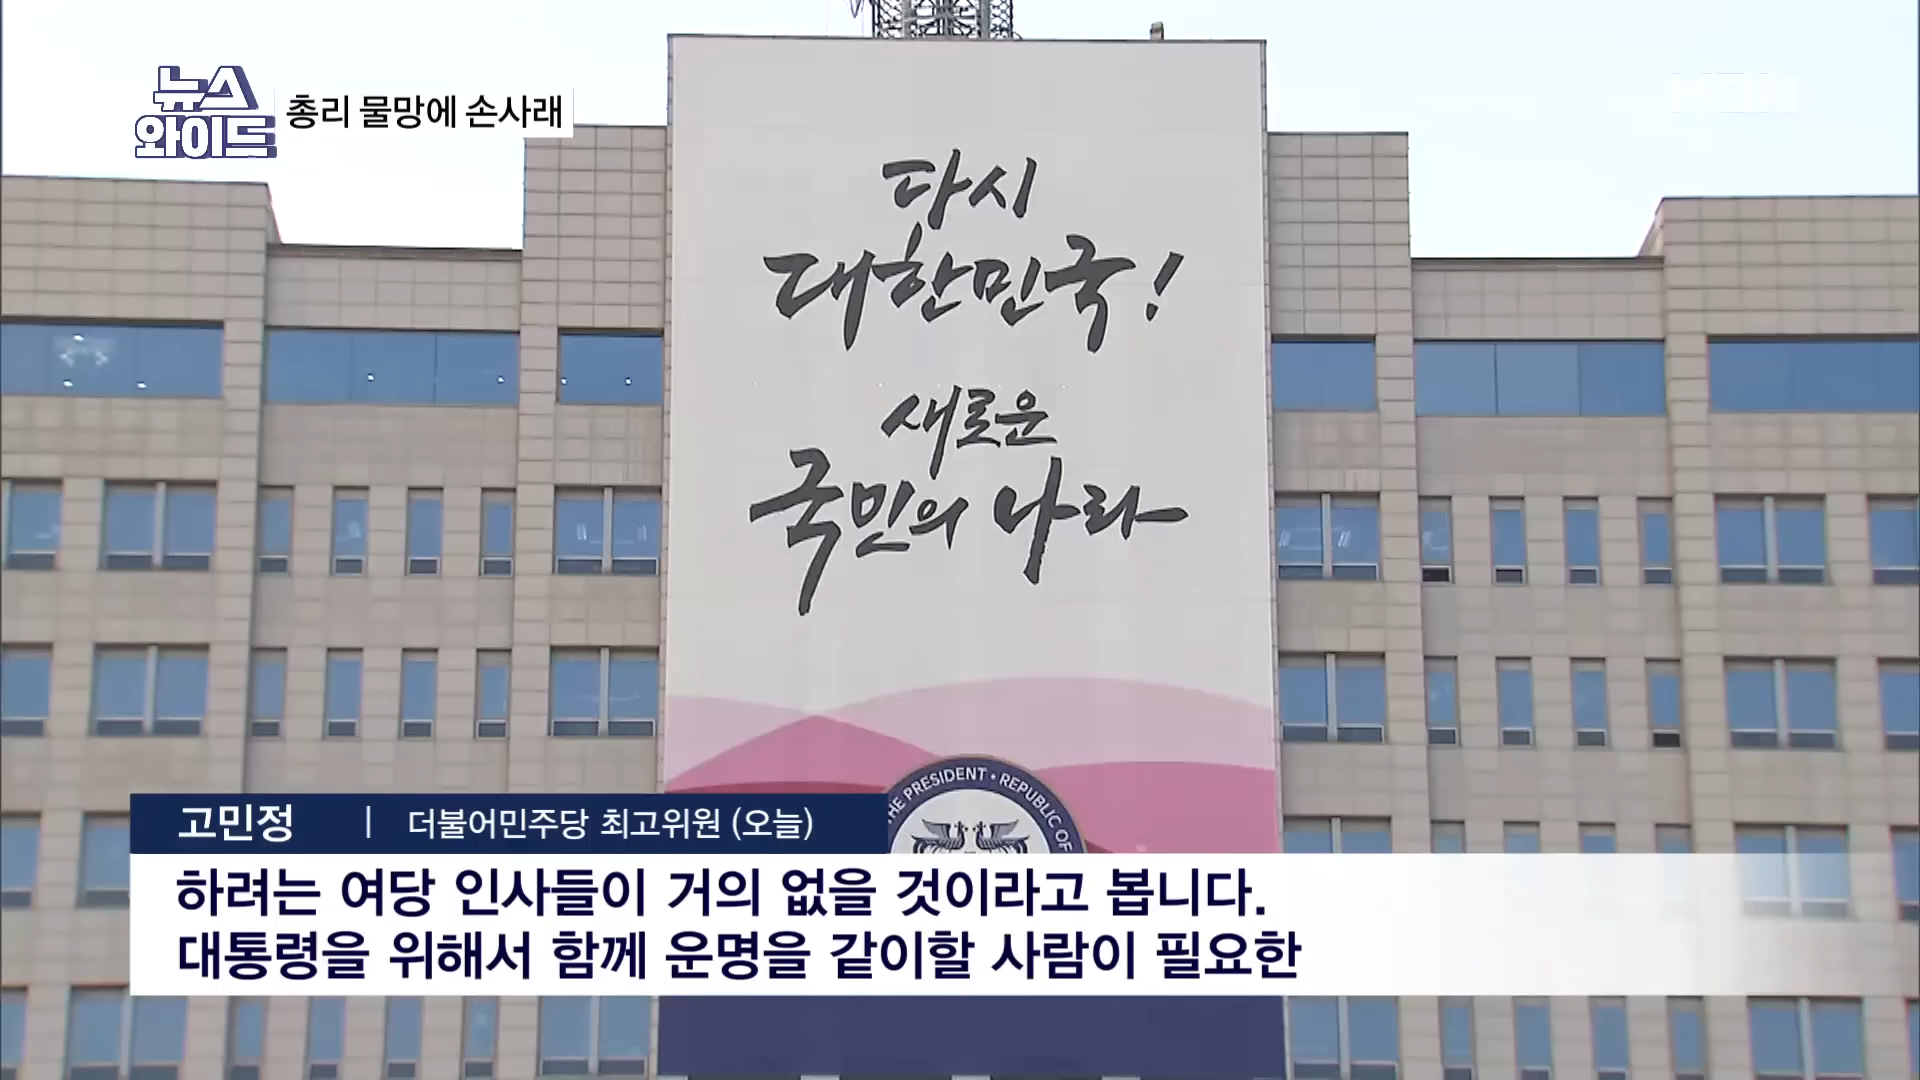 뉴스
와이드
총리 물망에 손사래
MBN
다시
대한민국!
새로운
국민의 나라
THE PRESIDENT • REPUBLIC OF
고민정 | 더불어민주당 최고위원 (오늘)
하려는 여당 인사들이 거의 없을 것이라고 봅니다.
대통령을 위해서 함께 운명을 같이할 사람이 필요한